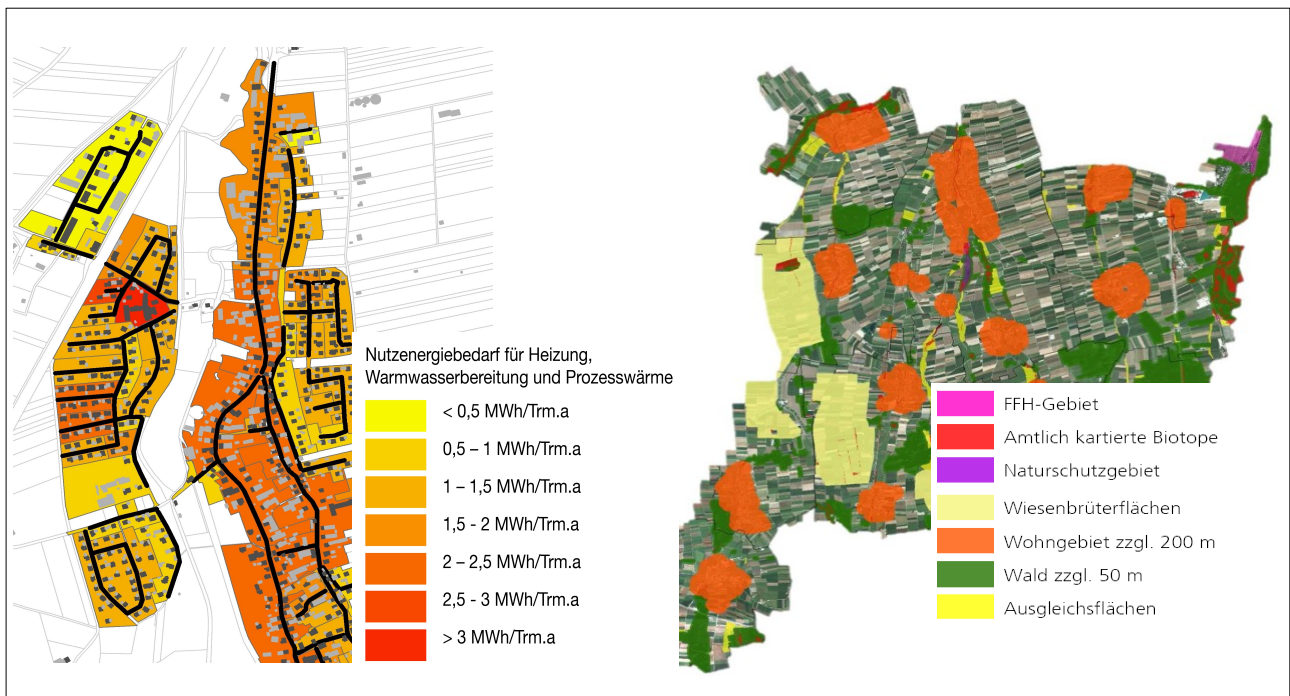 Nutzenergiebedarf für Heizung,
Warmwasserbereitung und Prozesswärme
< 0,5 MWh/Trm.a
0,5 – 1 MWh/Trm.a
1 – 1,5 MWh/Trm.a
1,5 - 2 MWh/Trm.a
2 – 2,5 MWh/Trm.a
2,5 - 3 MWh/Trm.a
> 3 MWh/Trm.a
FFH-Gebiet
Amtlich kartierte Biotope
Naturschutzgebiet
Wiesenbrüterflächen
Wohngebiet zzgl. 200 m
Wald zzgl. 50 m
Ausgleichsflächen